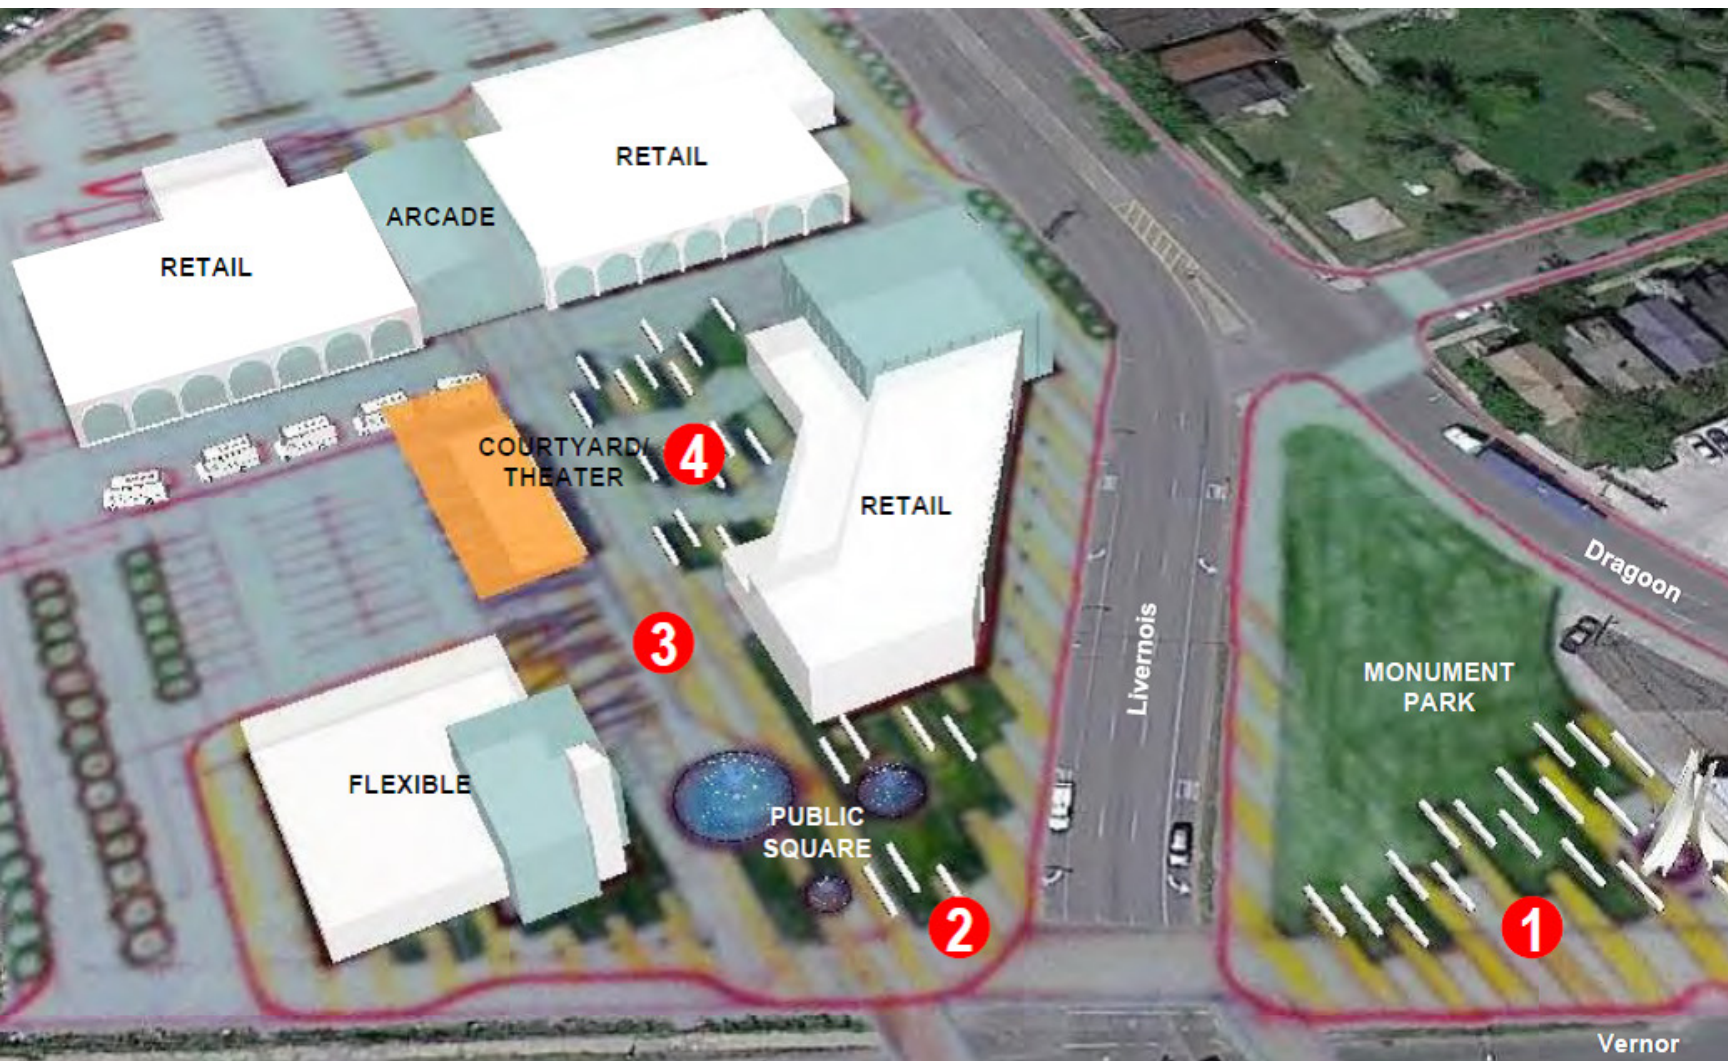 RETAIL
ARCADE
RETAIL
COURTYARD/
THEATER
4
RETAIL
Dragoon
3
Livernois
MONUMENT
PARK
FLEXIBLE
PUBLIC
SQUARE
2
1
Vernor